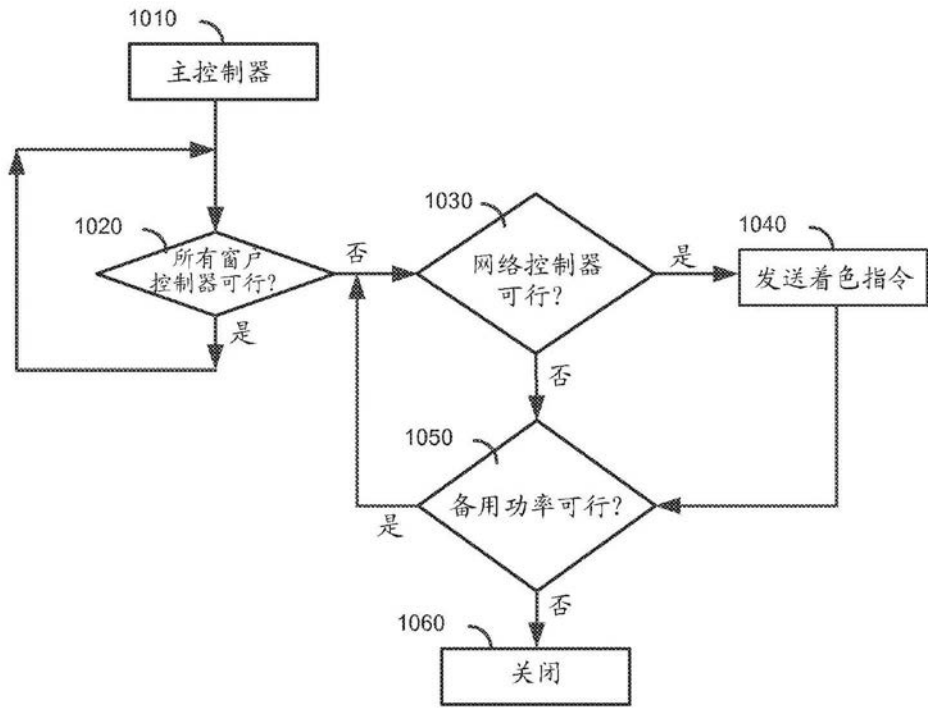 1010
主控制器
1020
所有窗户
控制器可行?
否
是
1030
网络控制器
可行?
是
否
1040
发送着色指令
1050
备用功率可行?
是
否
1060
关闭